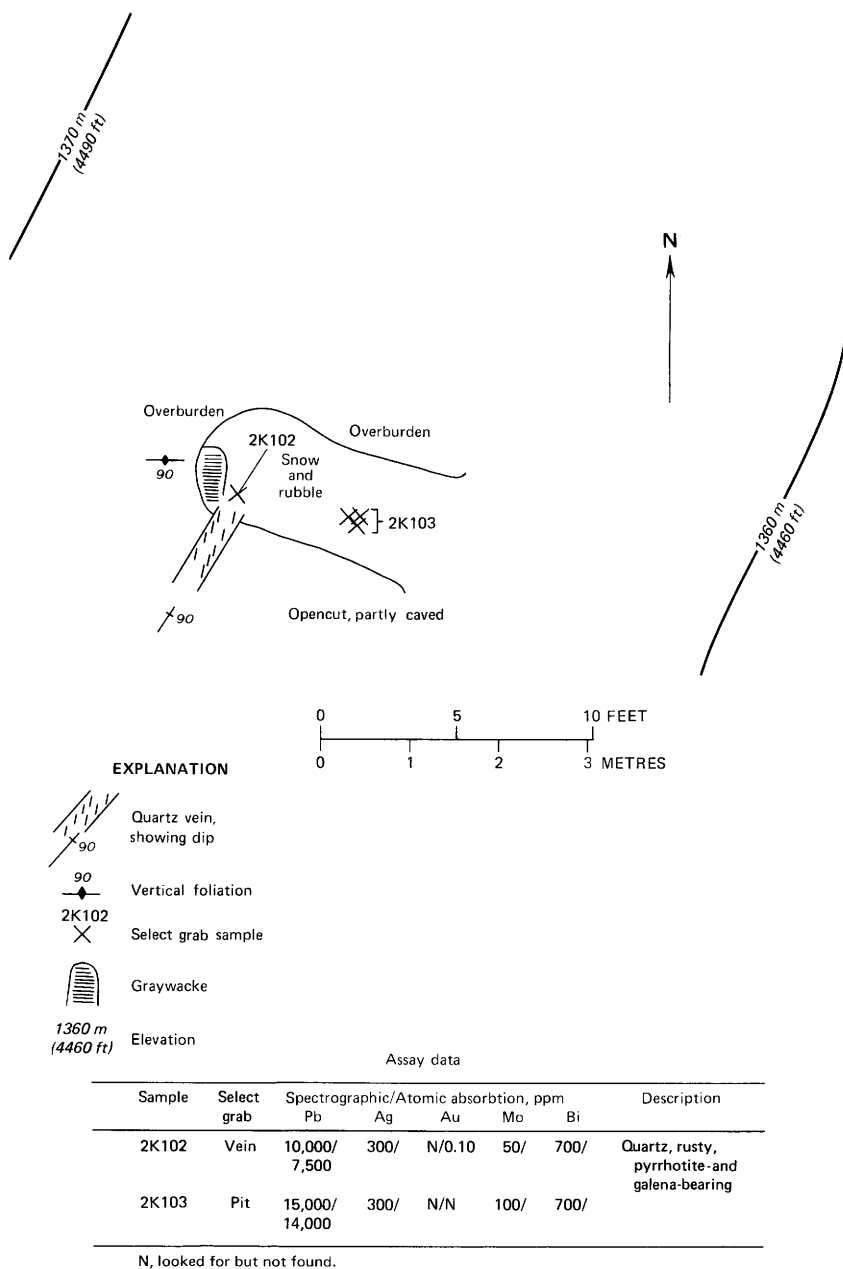 1370 m
(4490 ft)
N
Overburden
Overburden
2K102
90
Snow
and
rubble
2K103
1360 m
(4460 ft)
90
Opencut, partly caved
0 5 10 FEET
0 1 2 3 METRES
EXPLANATION
Quartz vein,
showing dip
90
90
Vertical foliation
2K102
Select grab sample
Graywacke
1360 m
(4460 ft)
Elevation
Assay data
Sample Select grab Spectrographic/Atomic absorbtion, ppm Description
Pb Ag Au Mo Bi
2K102 Vein 10,000/ 300/ N/0.10 50/ 700/ Quartz, rusty,
7,500 pyrrhotite-and
galena-bearing
2K103 Pit 15,000/ 300/ N/N 100/ 700/
14,000
N, looked for but not found.